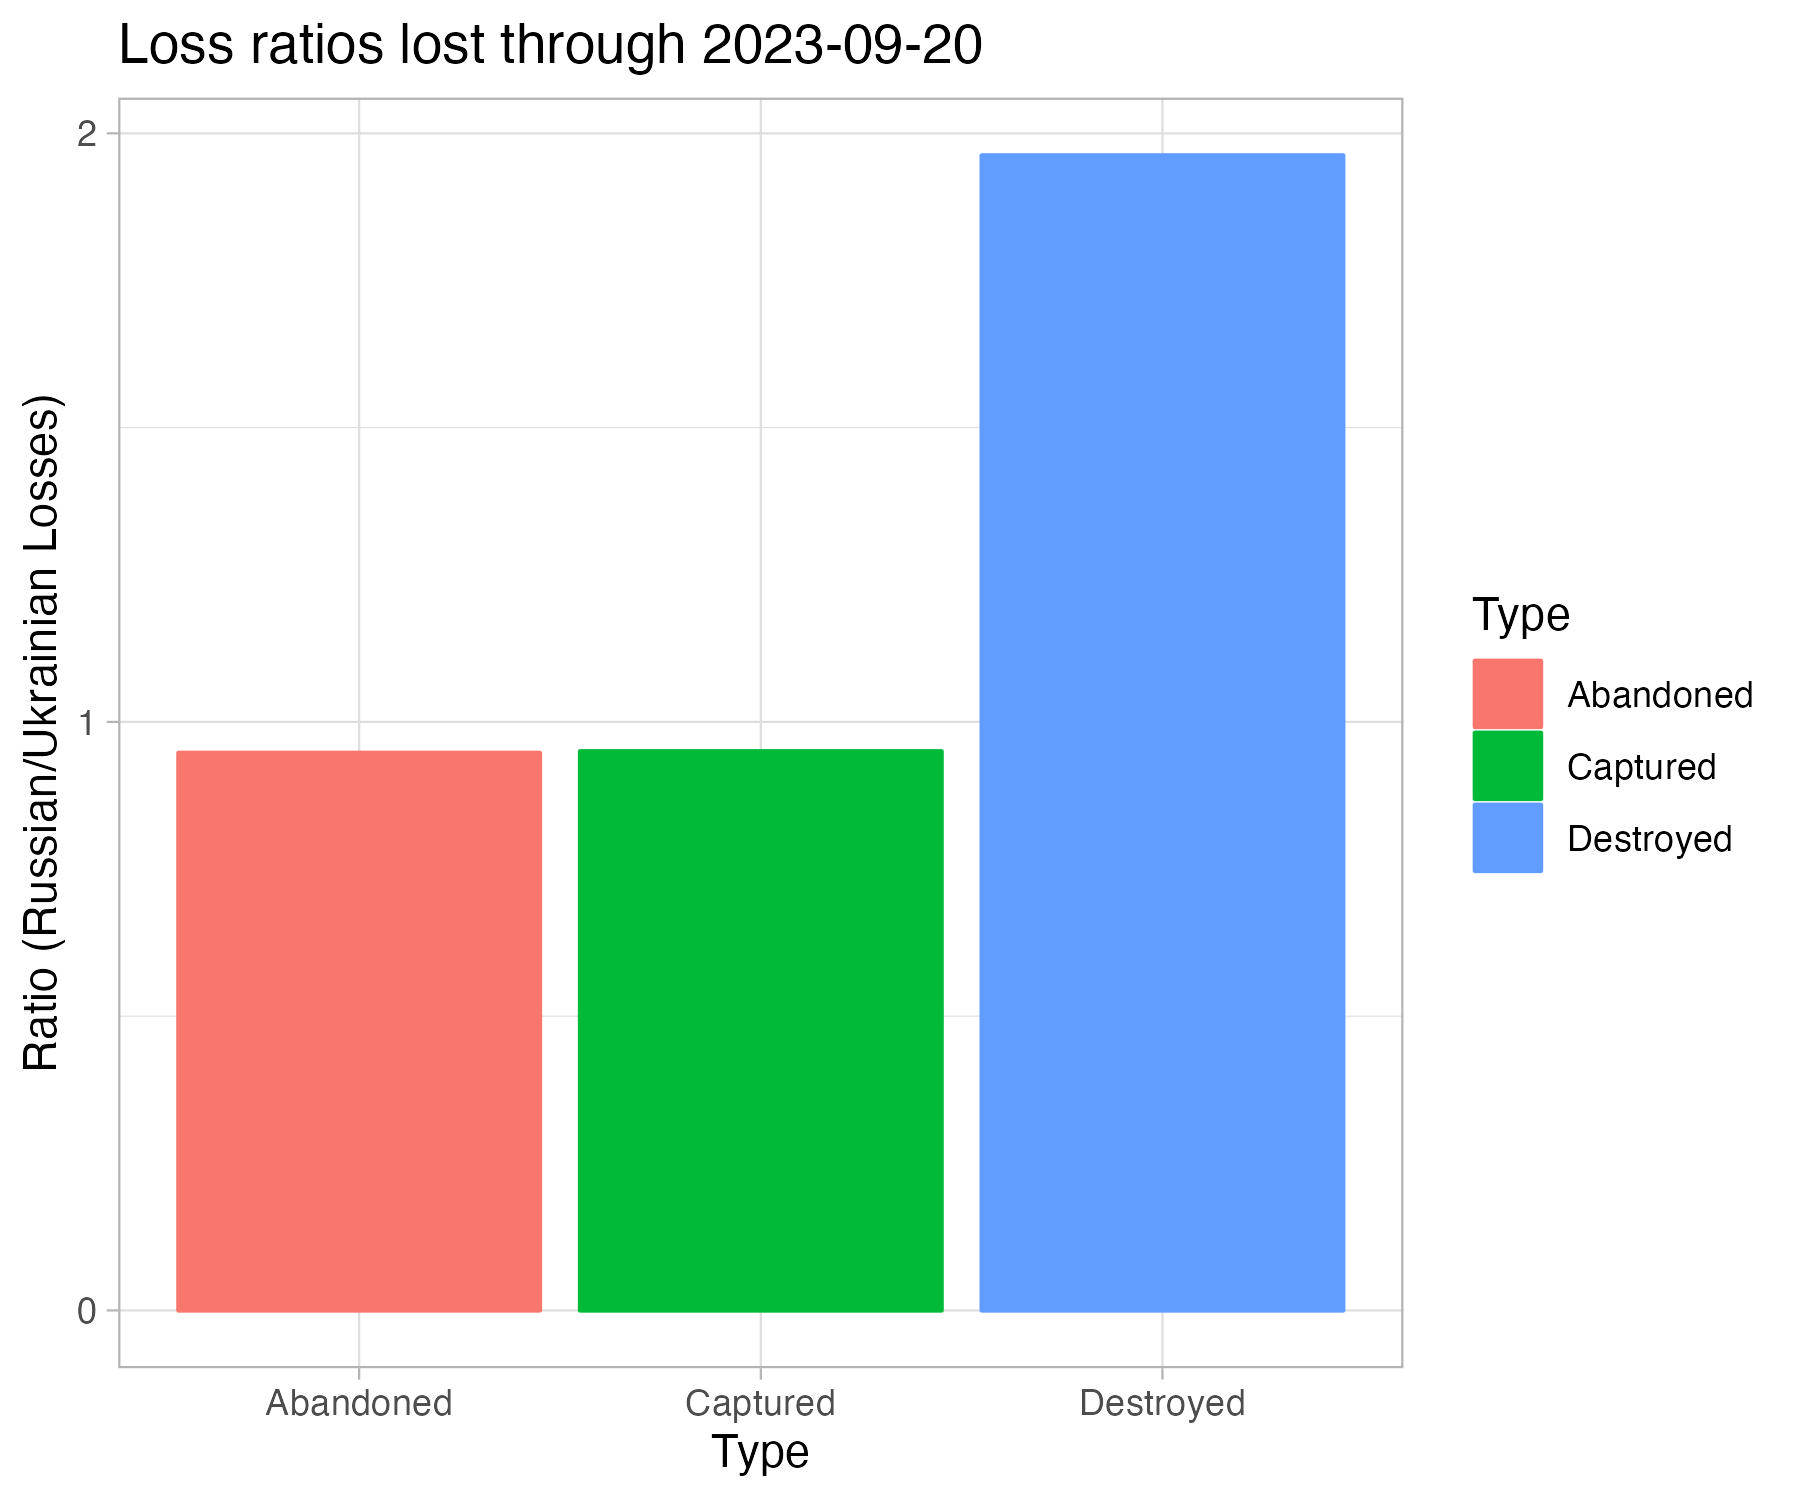 Loss ratios lost through 2023-09-20
2
1
0
Ratio (Russian/Ukrainian Losses)
Abandoned
Captured
Destroyed
Type
Type
Abandoned
Captured
Destroyed